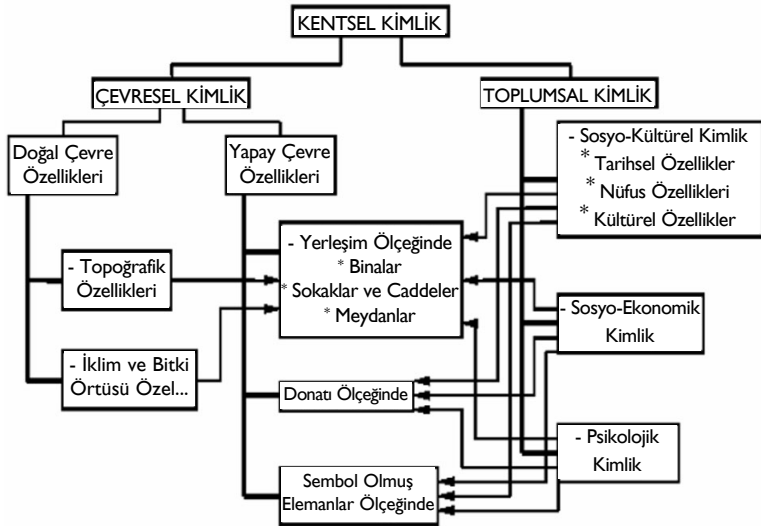 KENTSEL KİMLİK
ÇEVRESEL KİMLİK
TOPLUMSAL KİMLİK
Doğal Çevre
Özellikleri
Yapay Çevre
Özellikleri
- Sosyo-Kültürel Kimlik
* Tarihsel Özellikler
* Nüfus Özellikleri
* Kültürel Özellikler
- Yerleşim Ölçeğinde
* Binalar
* Sokaklar ve Caddeler
* Meydanlar
- Topoğrafik
Özellikleri
- Sosyo-Ekonomik
Kimlik
- İklim ve Bitki
Örtüsü Özel...
Donatı Ölçeğinde
- Psikolojik
Kimlik
Sembol Olmuş
Elemanlar Ölçeğinde